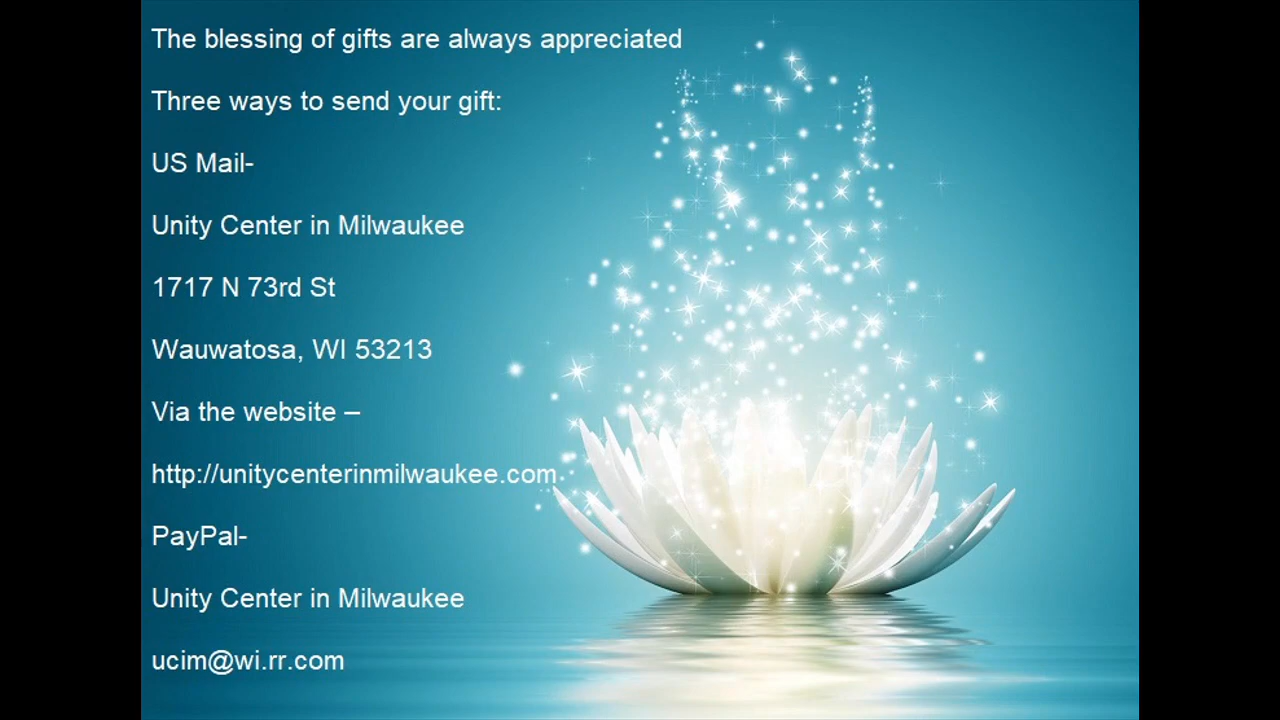 The blessing of gifts are always appreciated
Three ways to send your gift:
US Mail-
Unity Center in Milwaukee
1717 N 73rd St
Wauwatosa, WI 53213
Via the website –
http://unitycenterinmilwaukee.com
PayPal-
Unity Center in Milwaukee
ucim@wi.rr.com